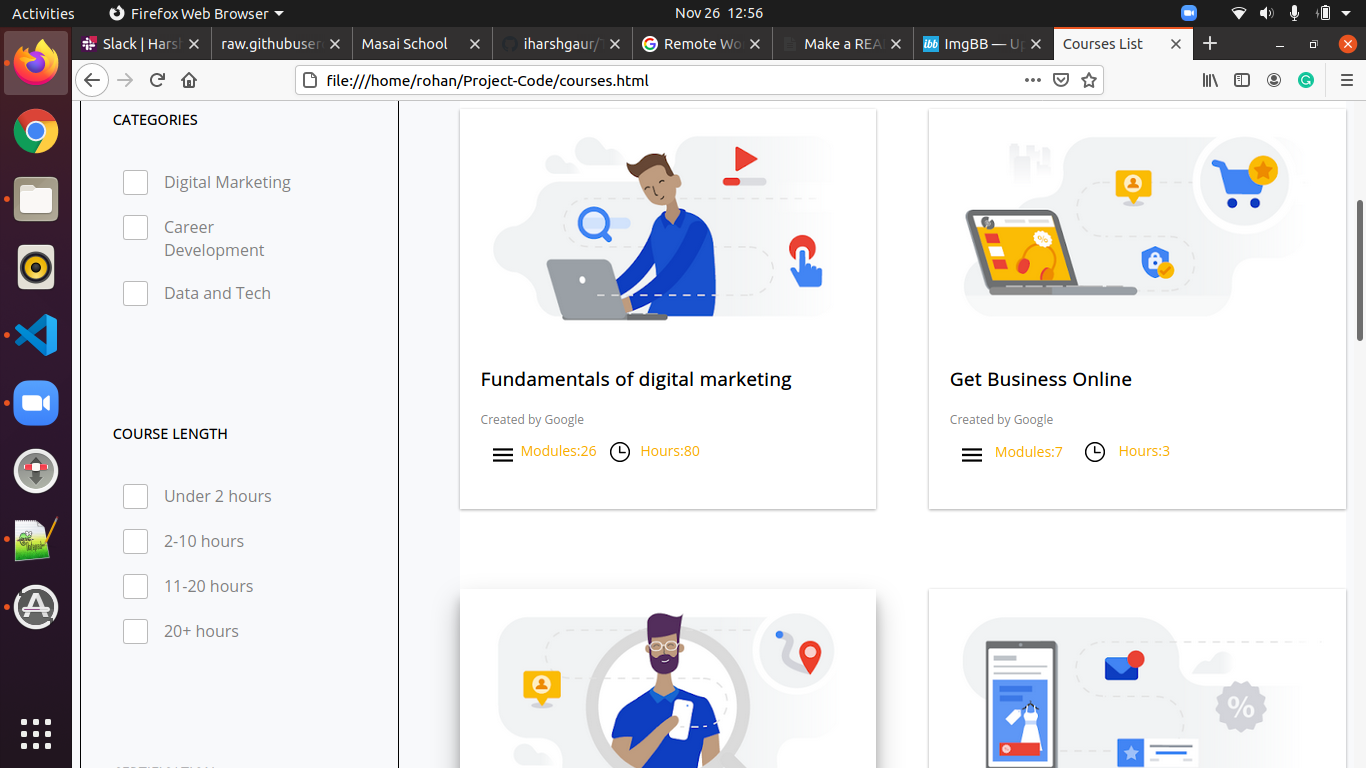 Activities
Firefox Web Browser
Nov 26 12:56
Slack | Harsh
raw.githubuser
Masai School
iharshgaur/
Remote Wo
Make a REA
ibb
ImgBB — Up
Courses List
file:///home/rohan/Project-Code/courses.html
CATEGORIES
Digital Marketing
Career
Development
Data and Tech
COURSE LENGTH
Under 2 hours
2-10 hours
11-20 hours
20+ hours
Fundamentals of digital marketing
Created by Google
Modules:26
Hours:80
Get Business Online
Created by Google
Modules:7
Hours:3
%
%